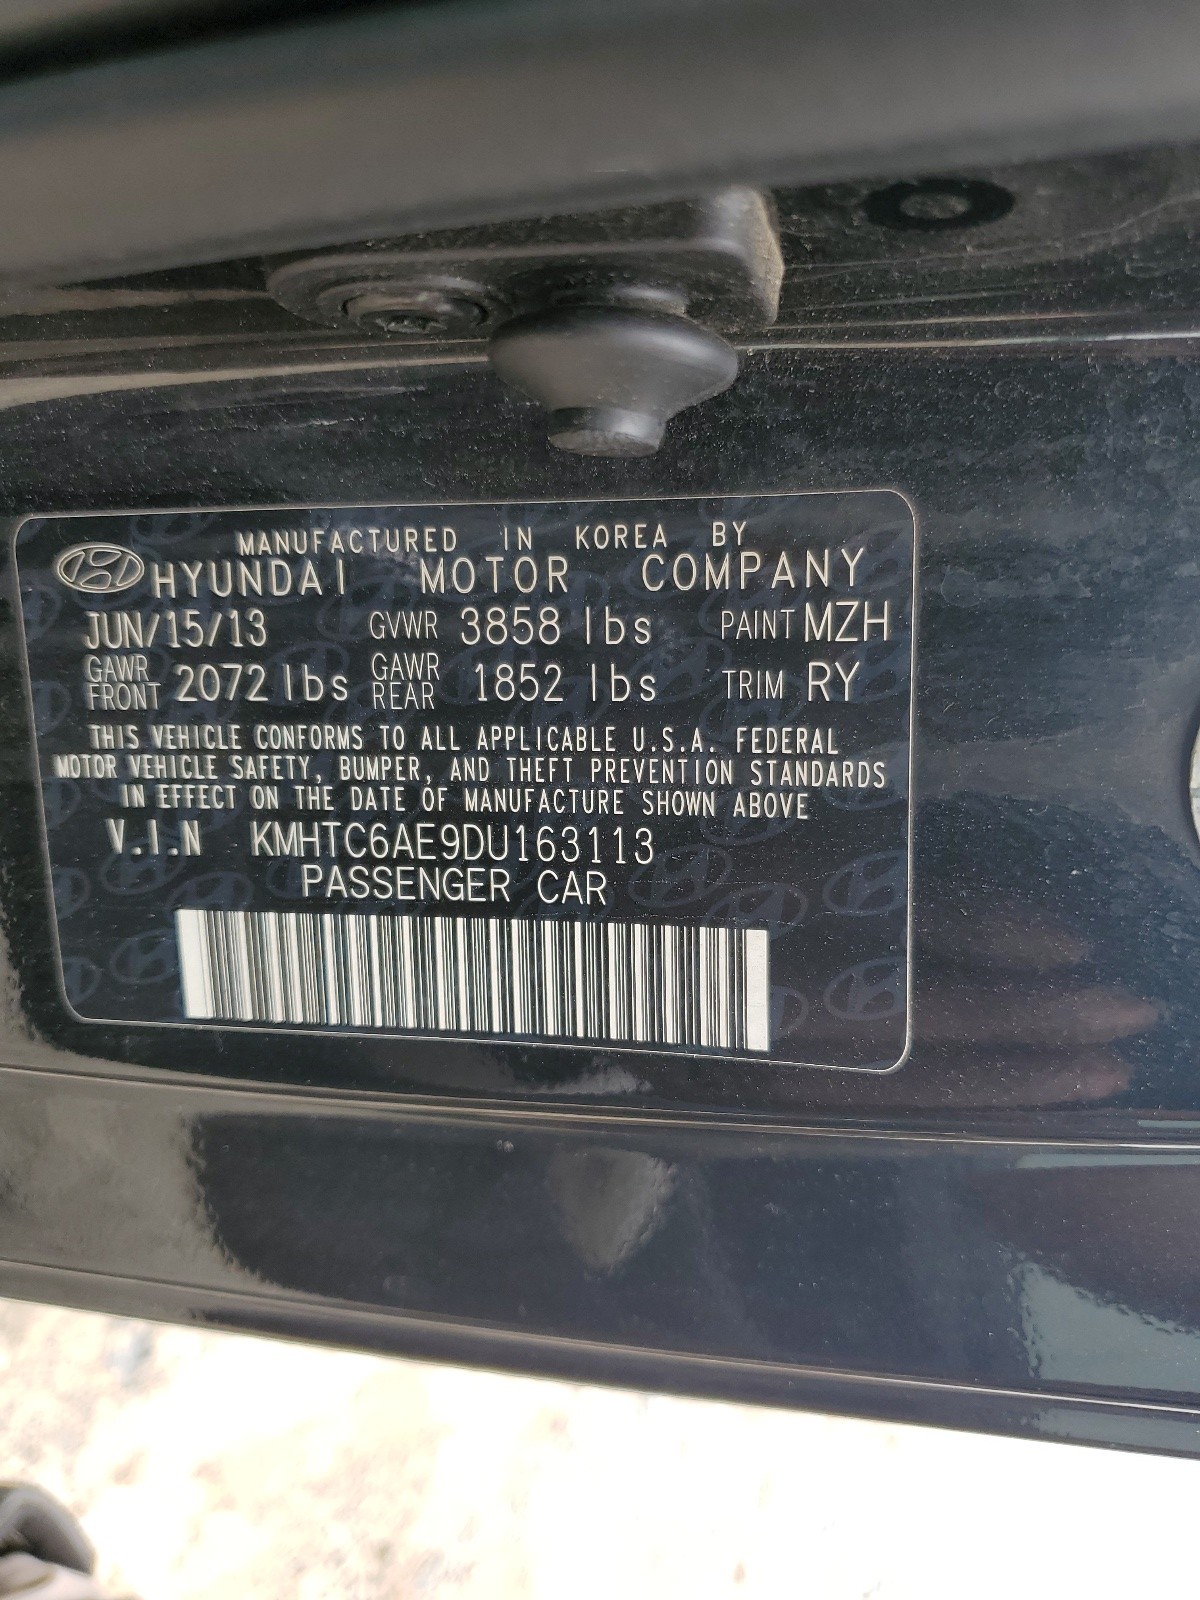 MANUFACTURED IN KOREA BY
HYUNDAI MOTOR COMPANY
JUN/15/13 GVWR 3858 lbs PAINT MZH
GAWR FRONT 2072 lbs GAWR REAR 1852 lbs TRIM RY
THIS VEHICLE CONFORMS TO ALL APPLICABLE U.S.A. FEDERAL
MOTOR VEHICLE SAFETY, BUMPER, AND THEFT PREVENTION STANDARDS
IN EFFECT ON THE DATE OF MANUFACTURE SHOWN ABOVE
V.I.N KMHTC6AE9DU163113
PASSENGER CAR